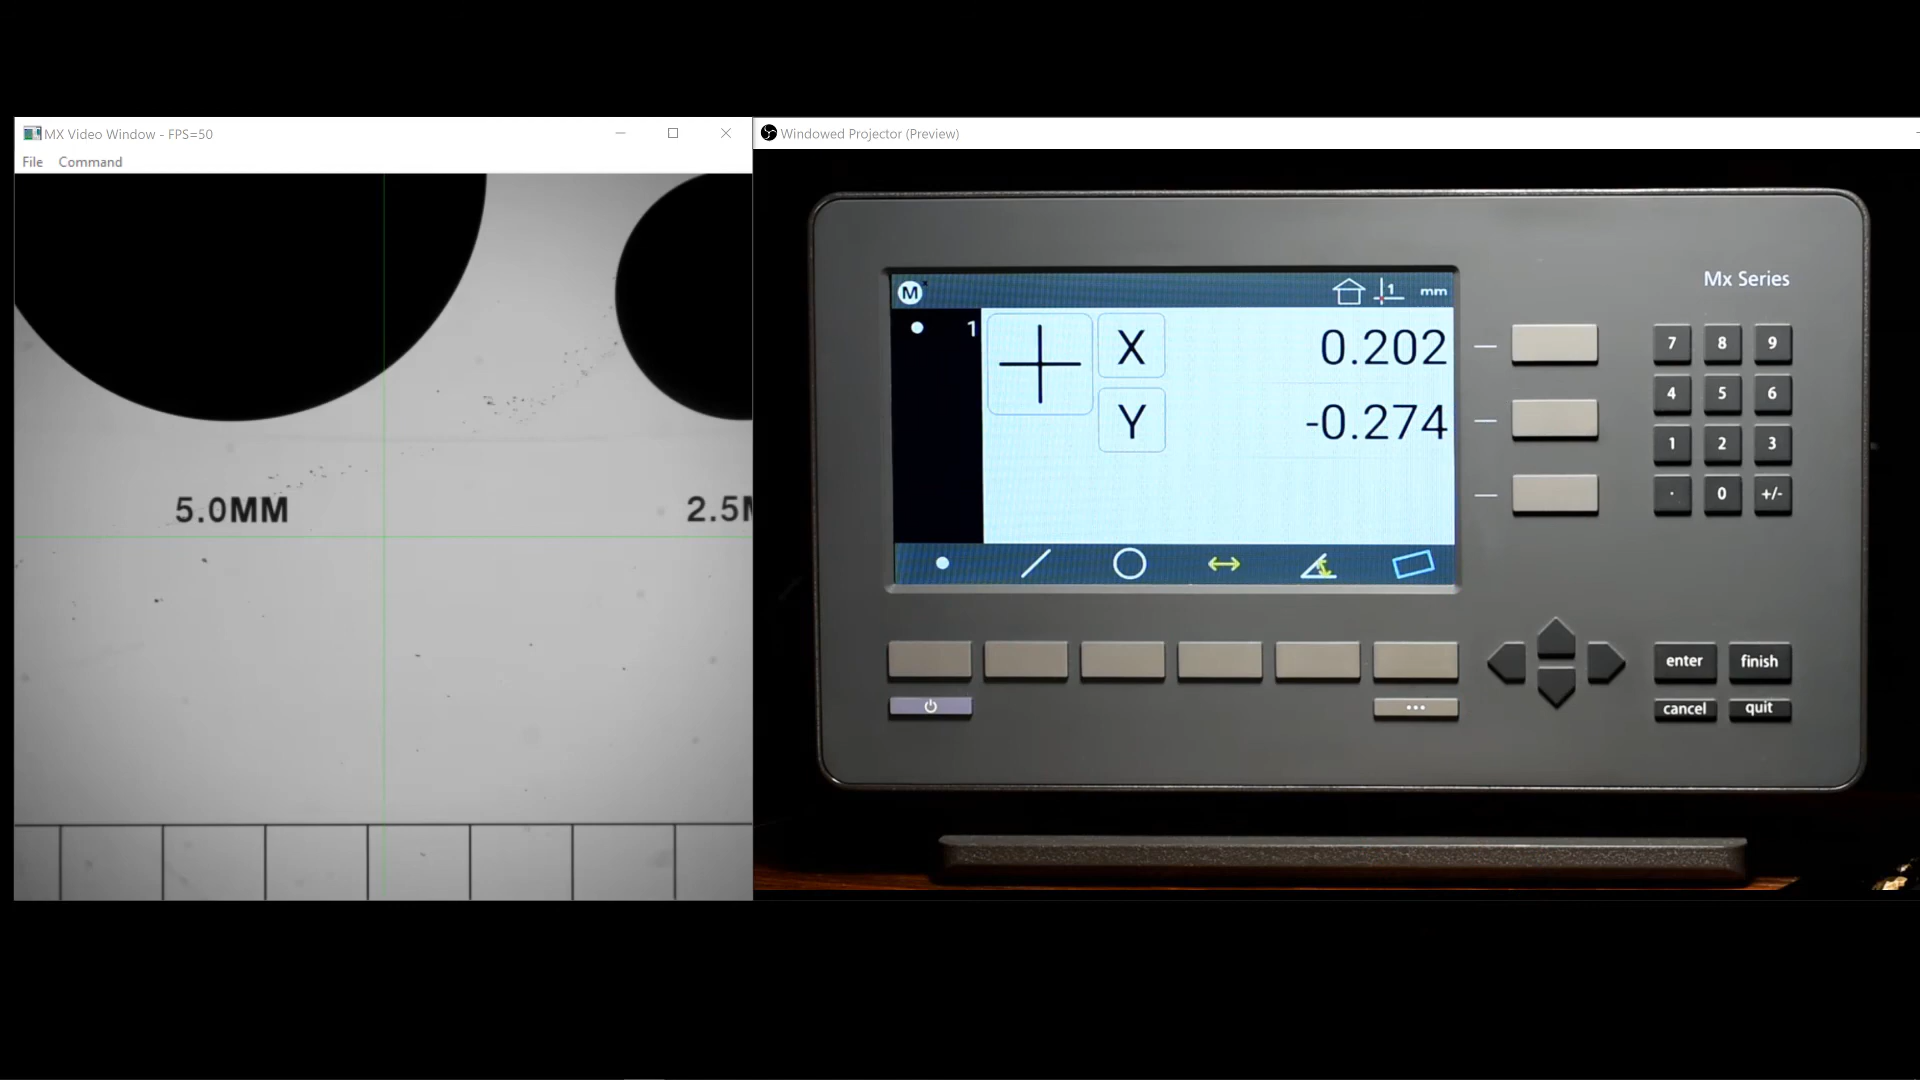 MX Video Window - FPS=50
File Command
5.0MM
2.5M
Windowed Projector (Preview)
Mx Series
M
1 mm
1
X 0.202
Y -0.274
7 8 9
4 5 6
1 2 3
. 0 +/-
enter finish
cancel quit